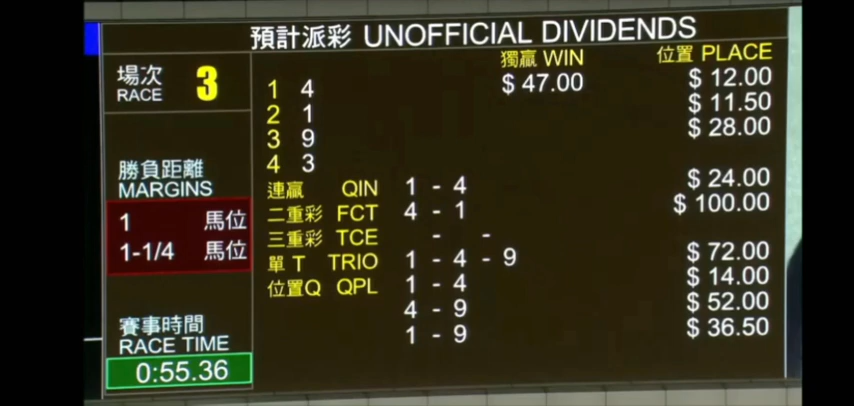 預計派彩 UNOFFICIAL DIVIDENDS
場次
RACE 3
獨贏 WIN 位置 PLACE
1 4 $ 47.00 $ 12.00
2 1 $ 11.50
3 9 $ 28.00
4 3
勝負距離
MARGINS
1 馬位
1-1/4 馬位
連贏 QIN 1 - 4 $ 24.00
二重彩 FCT 4 - 1 $ 100.00
三重彩 TCE - -
單 T TRIO 1 - 4 - 9 $ 72.00
位置Q QPL 1 - 4 $ 14.00
4 - 9 $ 52.00
1 - 9 $ 36.50
賽事時間
RACE TIME
0:55.36